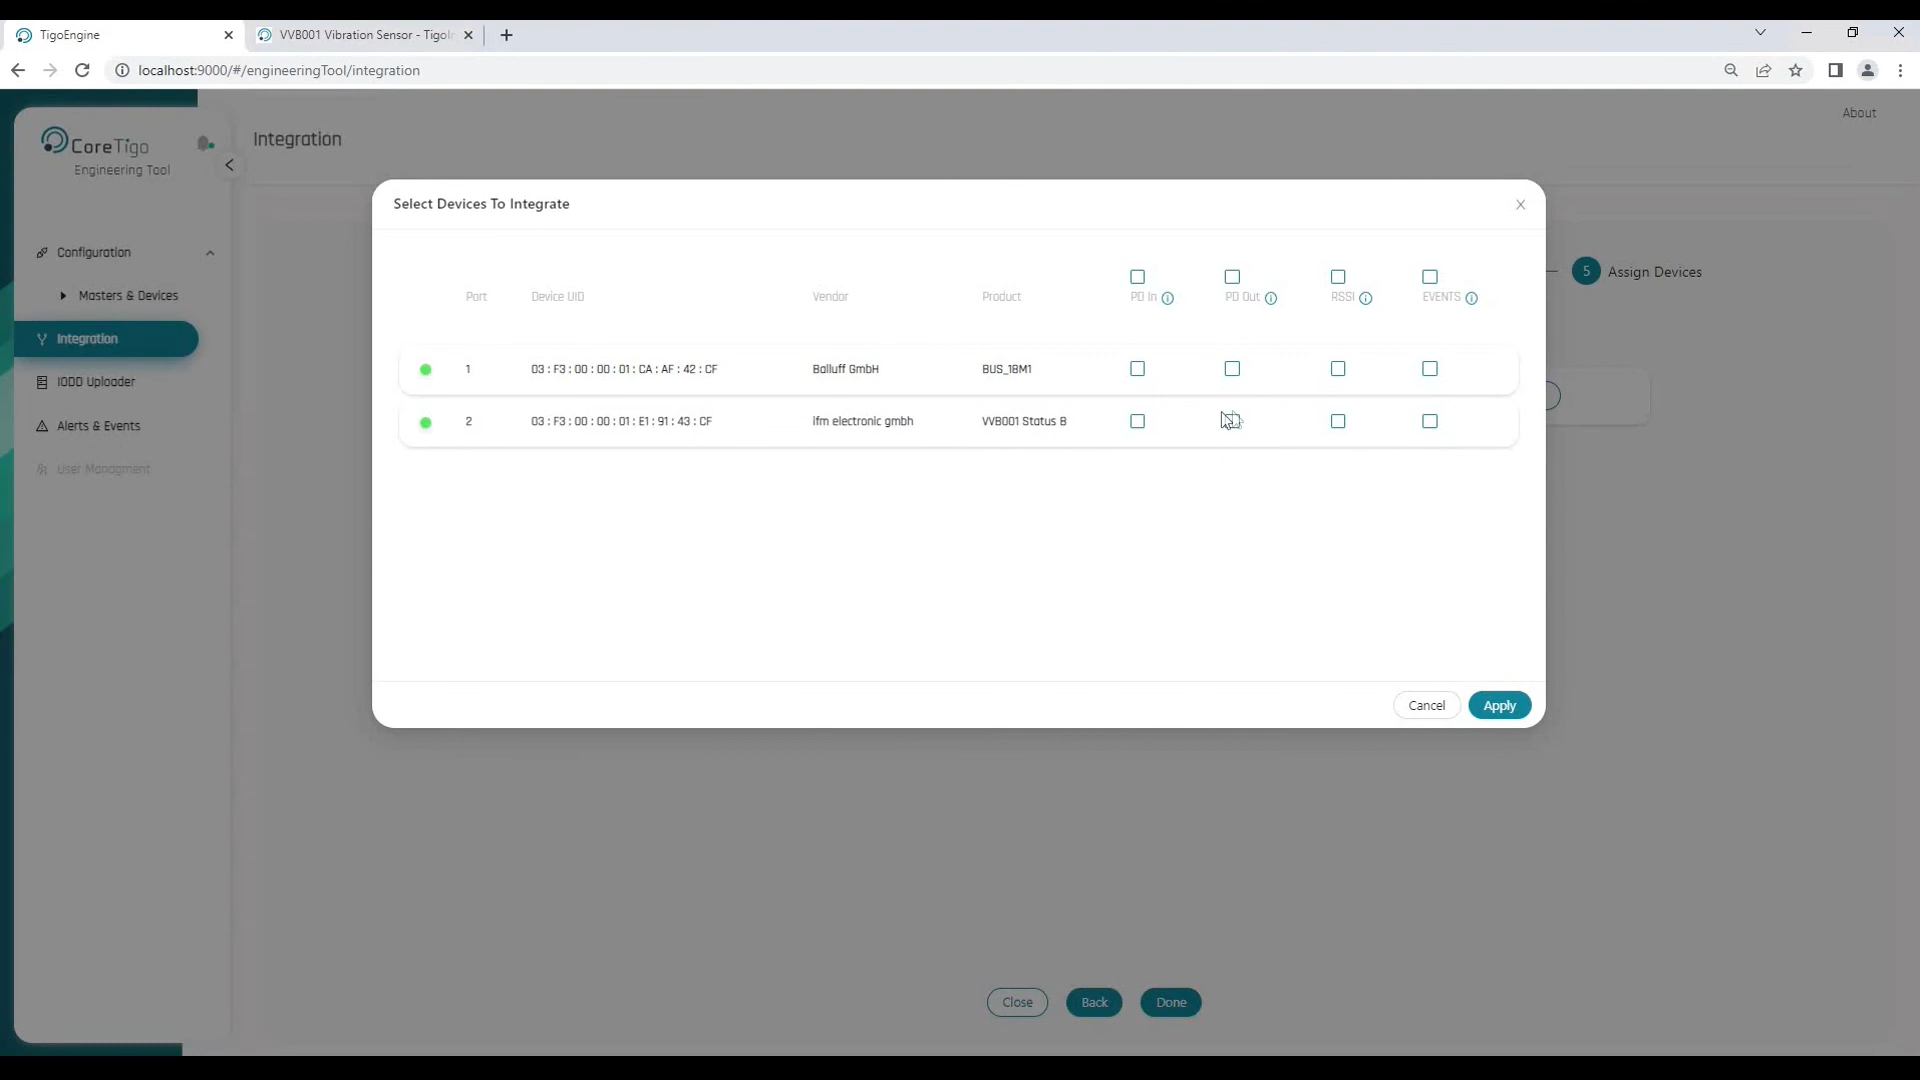 TigoEngine
VVB001 Vibration Sensor - TigoIn
localhost:9000/#/engineeringTool/integration
About
CoreTigo
Engineering Tool
Integration
Configuration
Masters & Devices
Integration
IODD Uploader
Alerts & Events
User Managment
5 Assign Devices
Select Devices To Integrate
Port Device UID Vendor Product PD In PD Out RSSI EVENTS
1 03 : F3 : 00 : 00 : 01 : CA : AF : 42 : CF Balluff GmbH BUS_18M1
2 03 : F3 : 00 : 00 : 01 : E1 : 91 : 43 : CF ifm electronic gmbh VVB001 Status B
Cancel Apply
Close Back Done